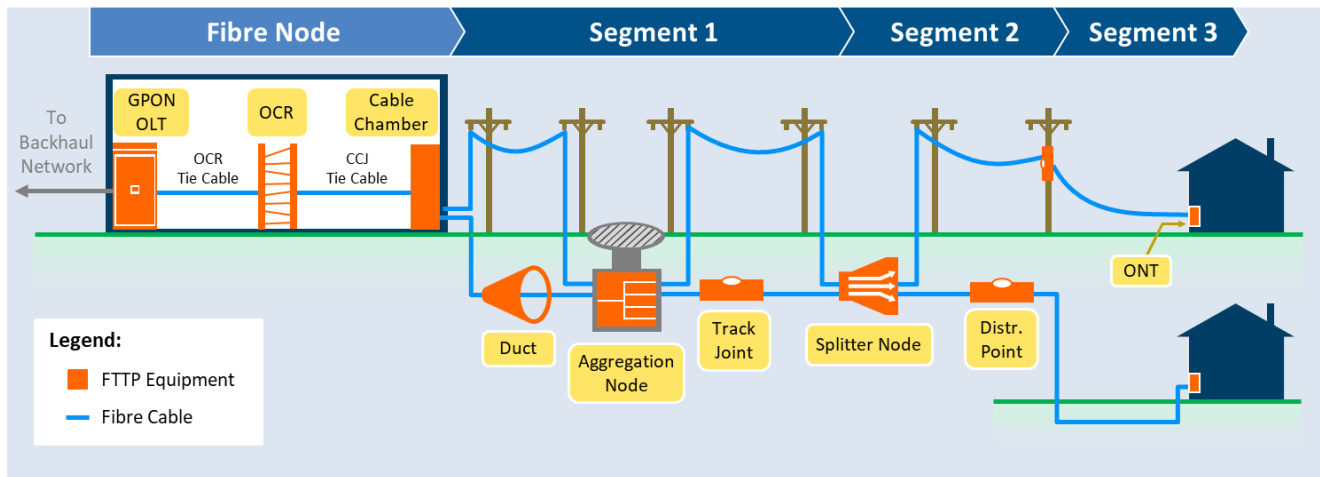 Fibre Node
Segment 1
Segment 2
Segment 3
To
Backhaul
Network
GPON
OLT
OCR
Cable
Chamber
OCR
Tie Cable
CCJ
Tie Cable
Duct
Aggregation
Node
Track
Joint
Splitter Node
Distr.
Point
ONT
Legend:
FTTP Equipment
Fibre Cable